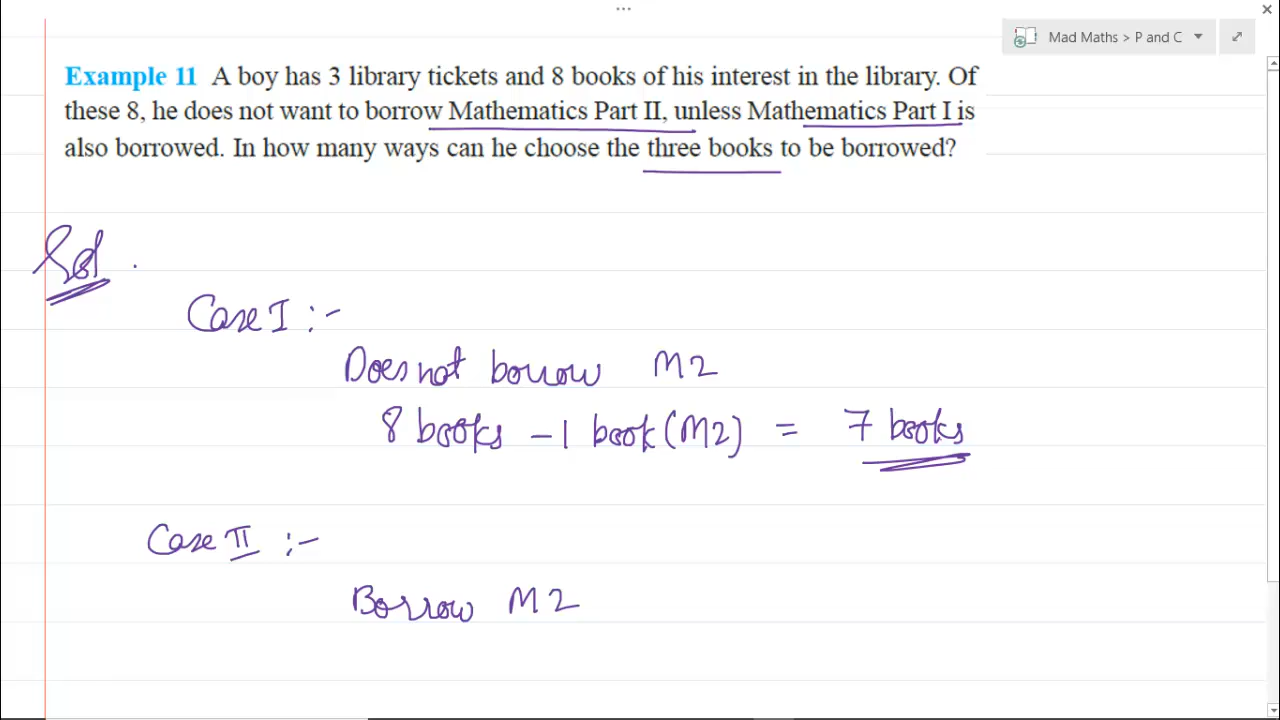 ...
Mad Maths > P and C
Example 11 A boy has 3 library tickets and 8 books of his interest in the library. Of
these 8, he does not want to borrow Mathematics Part II, unless Mathematics Part I is
also borrowed. In how many ways can he choose the three books to be borrowed?
Sol.
Case I :-
Does not borrow M2
8 books - 1 book (M2) = 7 books
Case II :-
Borrow M2